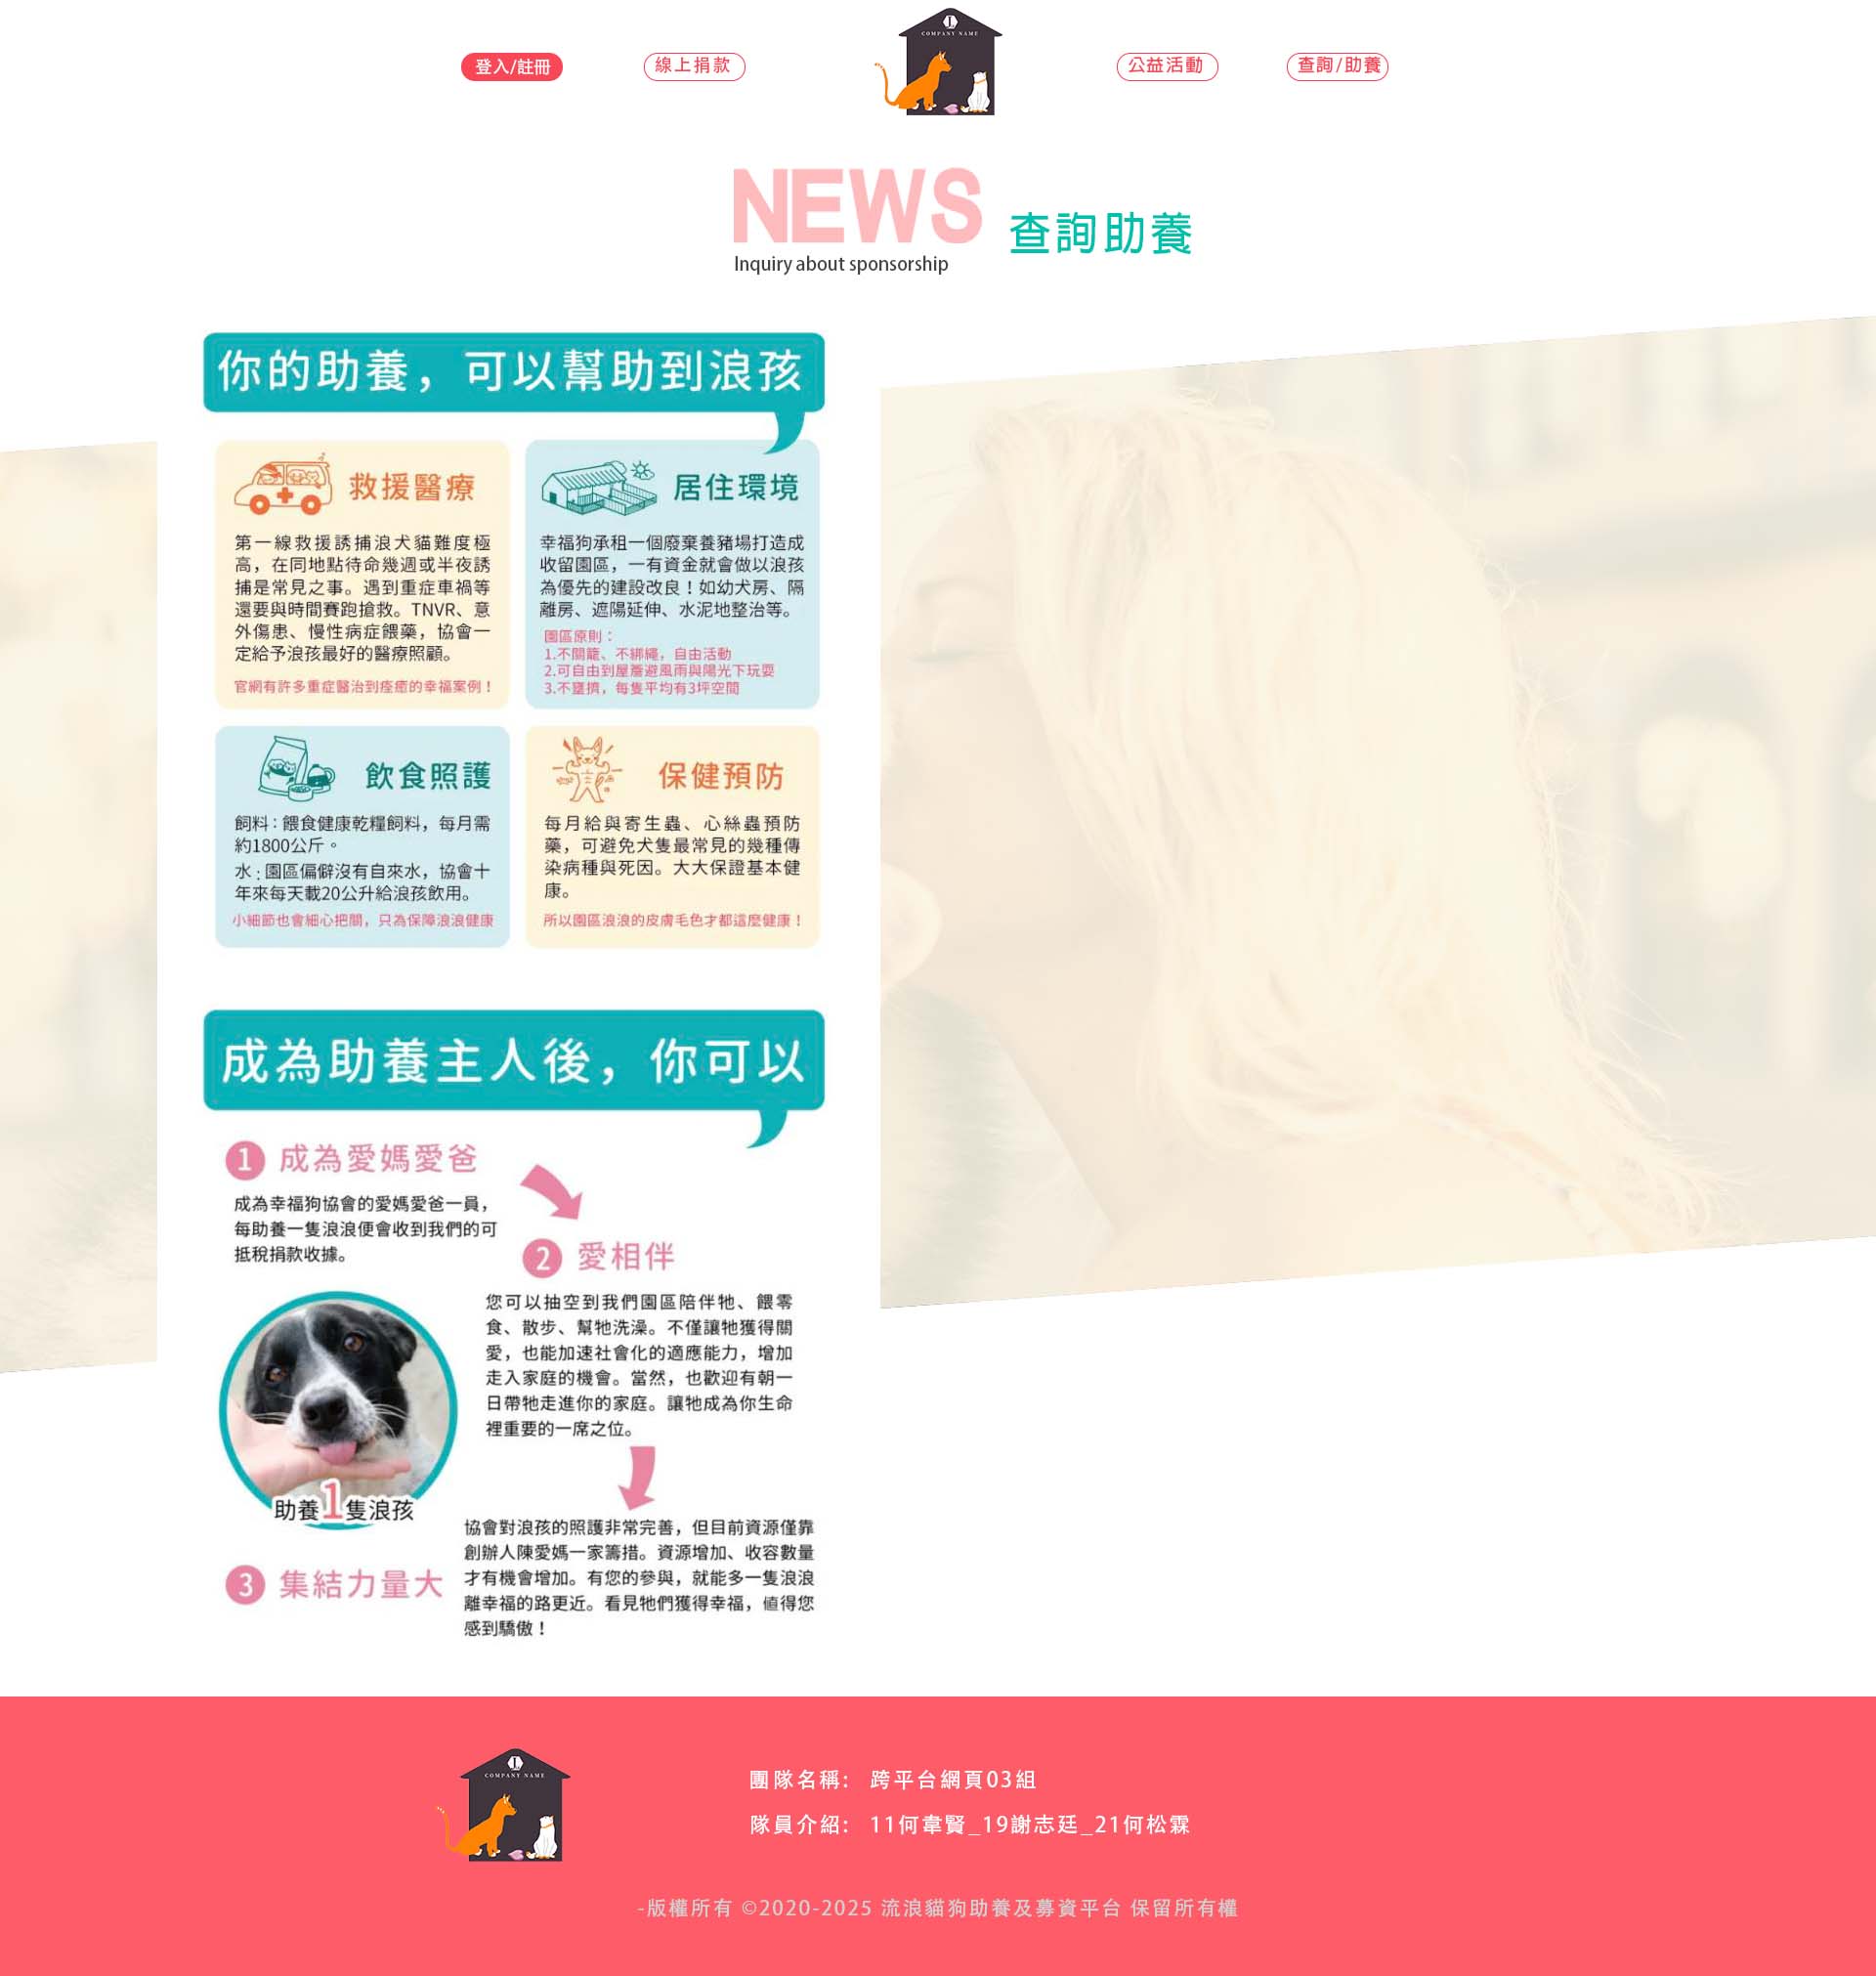 登入/註冊
線上捐款
COMPANY NAME
公益活動
查詢/助養
NEWS
查詢助養
Inquiry about sponsorship
你的助養，可以幫助到浪孩
救援醫療
第一線救援誘捕浪犬貓難度極
高，在同地點待命幾週或半夜誘
捕是常見之事。遇到重症車禍等
還要與時間賽跑搶救。TNVR、意
外傷患、慢性病症餵藥，協會一
定給予浪孩最好的醫療照顧。
官網有許多重症醫治到痊癒的幸福案例！
居住環境
幸福狗承租一個廢棄養豬場打造成
收留園區，一有資金就會做以浪孩
為優先的建設改良！如幼犬房、隔
離房、遮陽延伸、水泥地整治等。
園區原則：
1.不關籠、不綁繩，自由活動
2.可自由到屋簷避風雨與陽光下玩耍
3.不壅擠，每隻平均有3坪空間
飲食照護
飼料：餵食健康乾糧飼料，每月需
約1800公斤。
水：園區偏僻沒有自來水，協會十
年來每天載20公升給浪孩飲用。
小細節也會細心把關，只為保障浪浪健康
保健預防
每月給與寄生蟲、心絲蟲預防
藥，可避免犬隻最常見的幾種傳
染病種與死因。大大保證基本健
康。
所以園區浪浪的皮膚毛色才都這麼健康！
成為助養主人後，你可以
1 成為愛媽愛爸
成為幸福狗協會的愛媽愛爸一員，
每助養一隻浪浪便會收到我們的可
抵稅捐款收據。
2 愛相伴
您可以抽空到我們園區陪伴牠、餵零
食、散步、幫牠洗澡。不僅讓牠獲得關
愛，也能加速社會化的適應能力，增加
走入家庭的機會。當然，也歡迎有朝一
日帶牠走進你的家庭。讓牠成為你生命
裡重要的一席之位。
助養1隻浪孩
3 集結力量大
協會對浪孩的照護非常完善，但目前資源僅靠
創辦人陳愛媽一家籌措。資源增加、收容數量
才有機會增加。有您的參與，就能多一隻浪浪
離幸福的路更近。看見牠們獲得幸福，值得您
感到驕傲！
COMPANY NAME
團隊名稱: 跨平台網頁03組
隊員介紹: 11何韋賢_19謝志廷_21何松霖
-版權所有 ©2020-2025 流浪貓狗助養及募資平台 保留所有權